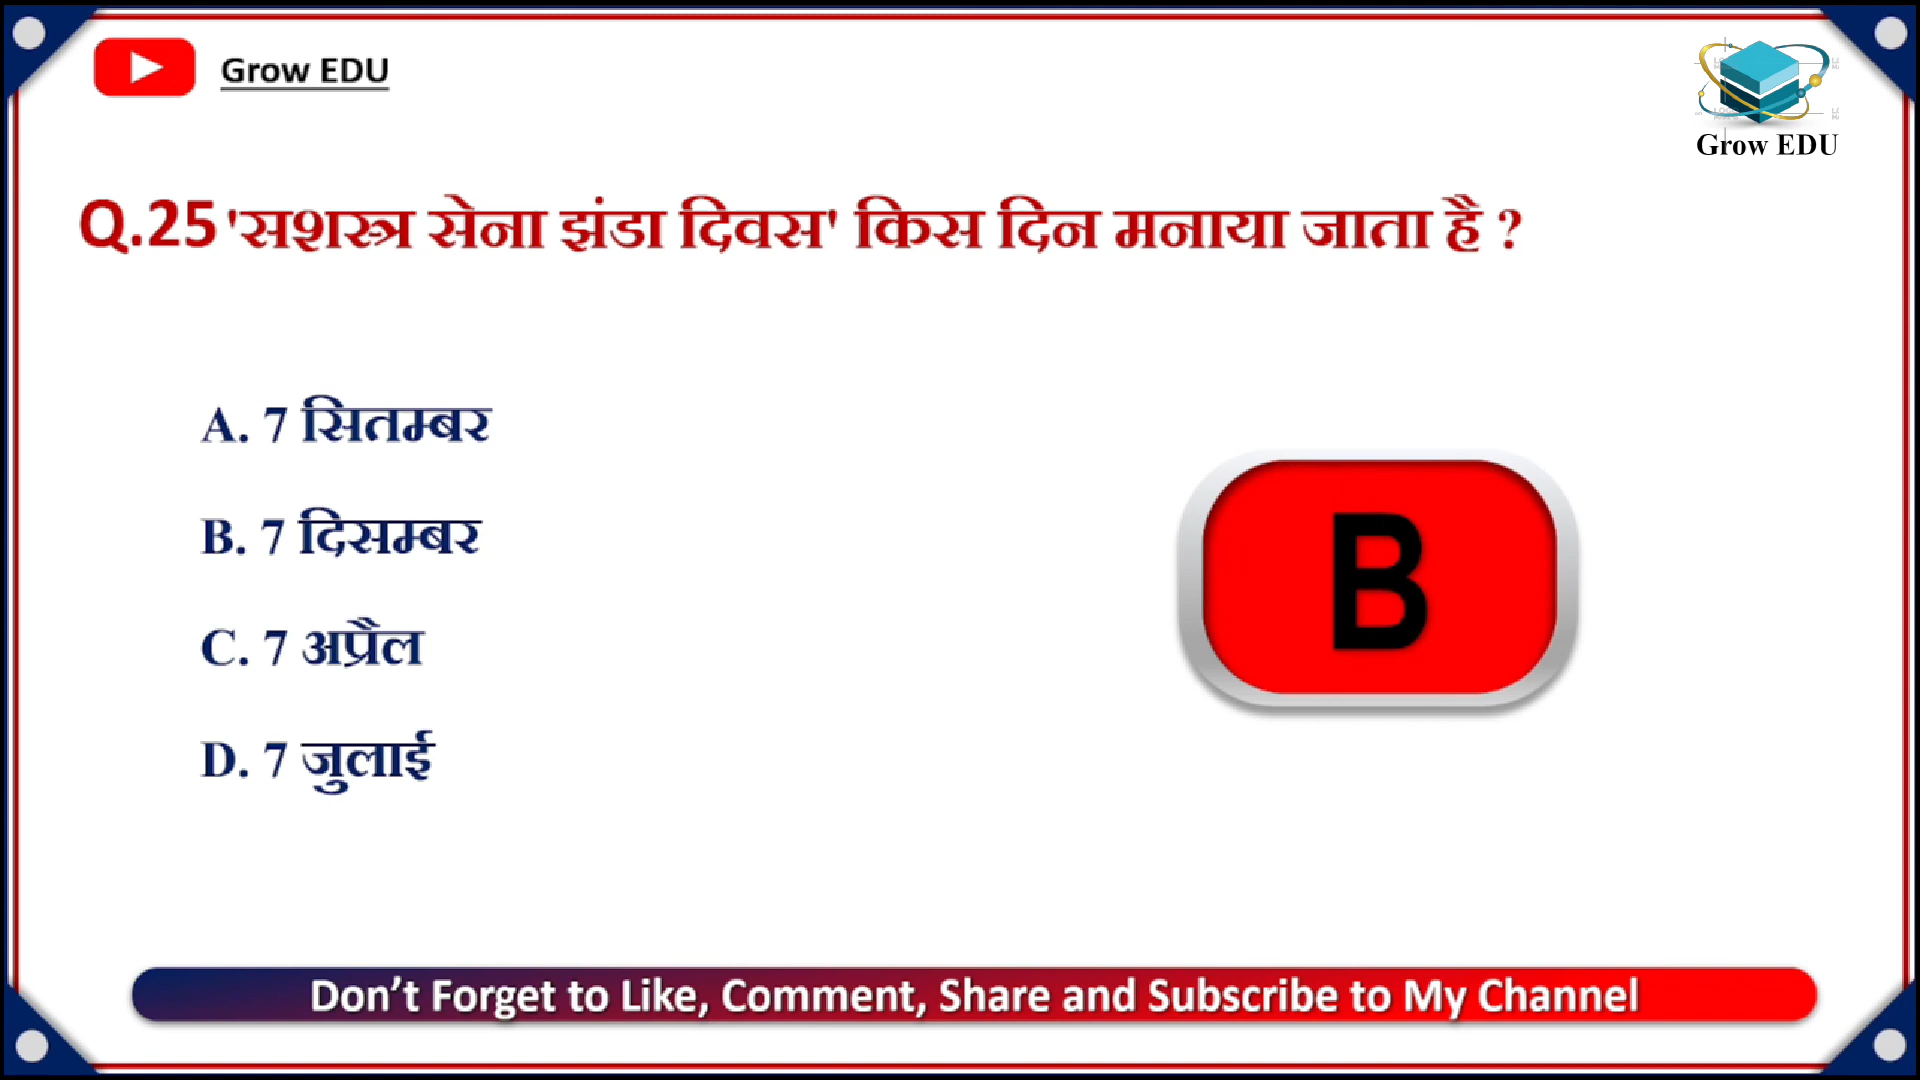 Grow EDU
Grow EDU
Q.25 'सशस्त्र सेना झंडा दिवस' किस दिन मनाया जाता है ?
A. 7 सितम्बर
B. 7 दिसम्बर
C. 7 अप्रैल
D. 7 जुलाई
B
Don’t Forget to Like, Comment, Share and Subscribe to My Channel